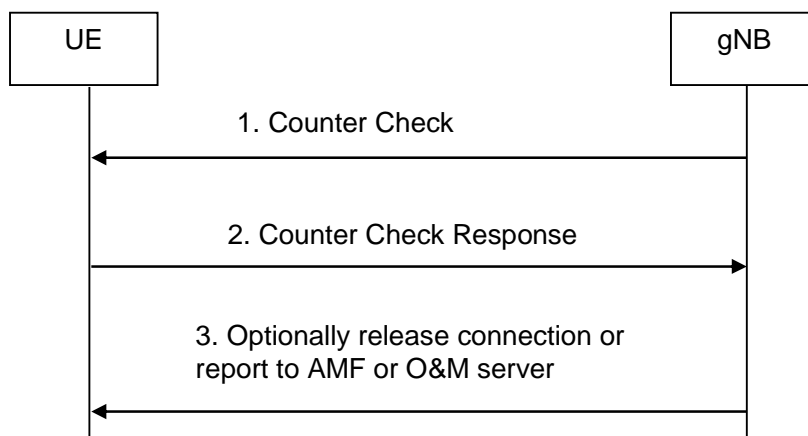 UE
gNB
1. Counter Check
2. Counter Check Response
3. Optionally release connection or
report to AMF or O&M server